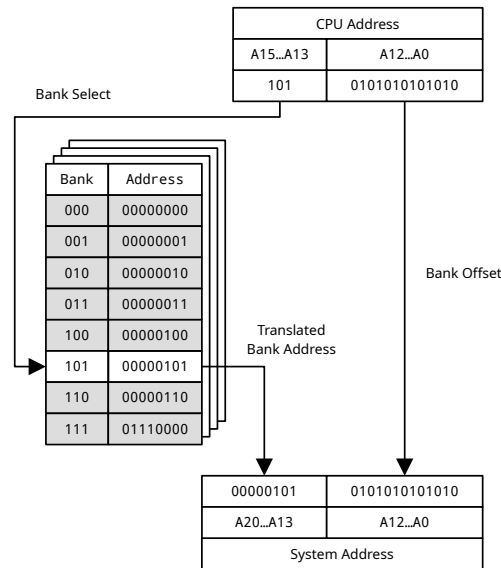 CPU Address
A15…A13 A12…A0
101 0101010101010
Bank Select
Bank Address
000 00000000
001 00000001
010 00000010
011 00000011
100 00000100
101 00000101
110 00000110
111 01110000
Bank Offset
Translated
Bank Address
00000101 0101010101010
A20…A13 A12…A0
System Address